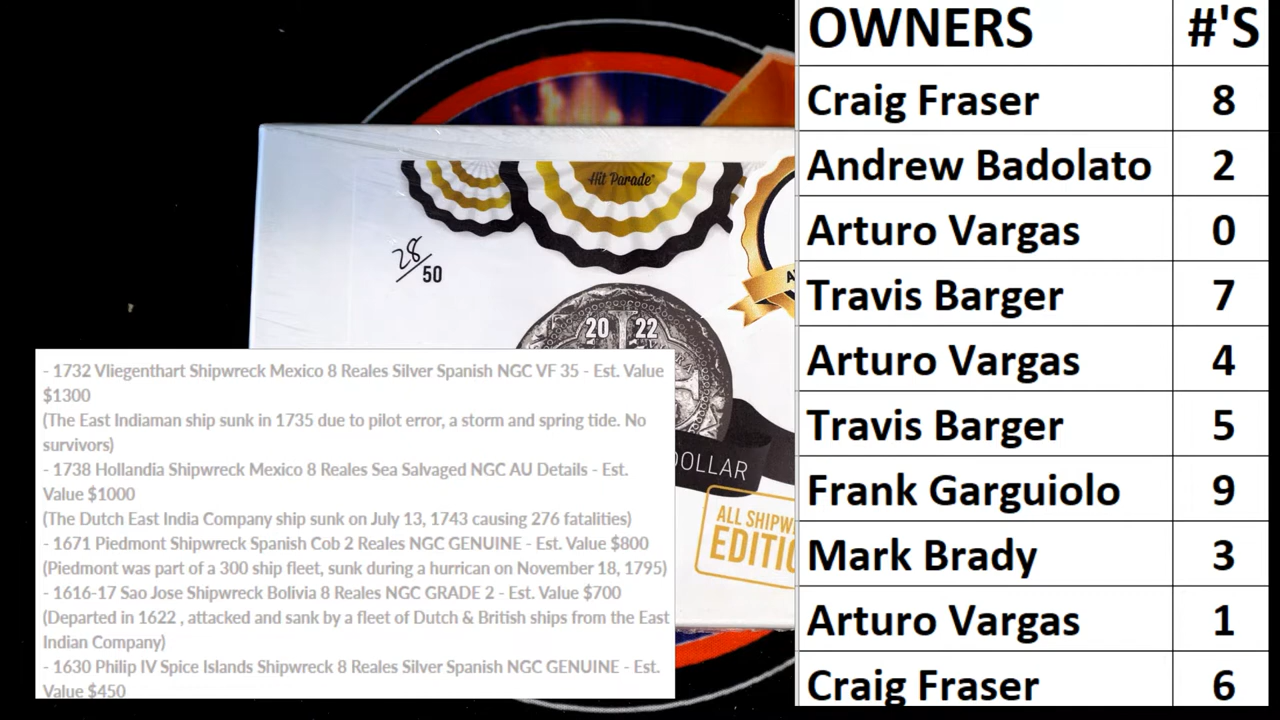 Hit Parade
28/50
20 22
DOLLAR
ALL SHIPW
EDITIO
- 1732 Vliegenthart Shipwreck Mexico 8 Reales Silver Spanish NGC VF 35 - Est. Value
$1300
(The East Indiaman ship sunk in 1735 due to pilot error, a storm and spring tide. No
survivors)
- 1738 Hollandia Shipwreck Mexico 8 Reales Sea Salvaged NGC AU Details - Est.
Value $1000
(The Dutch East India Company ship sunk on July 13, 1743 causing 276 fatalities)
- 1671 Piedmont Shipwreck Spanish Cob 2 Reales NGC GENUINE - Est. Value $800
(Piedmont was part of a 300 ship fleet, sunk during a hurrican on November 18, 1795)
- 1616-17 Sao Jose Shipwreck Bolivia 8 Reales NGC GRADE 2 - Est. Value $700
(Departed in 1622 , attacked and sank by a fleet of Dutch & British ships from the East
Indian Company)
- 1630 Philip IV Spice Islands Shipwreck 8 Reales Silver Spanish NGC GENUINE - Est.
Value $450
OWNERS #'S
Craig Fraser 8
Andrew Badolato 2
Arturo Vargas 0
Travis Barger 7
Arturo Vargas 4
Travis Barger 5
Frank Garguiolo 9
Mark Brady 3
Arturo Vargas 1
Craig Fraser 6